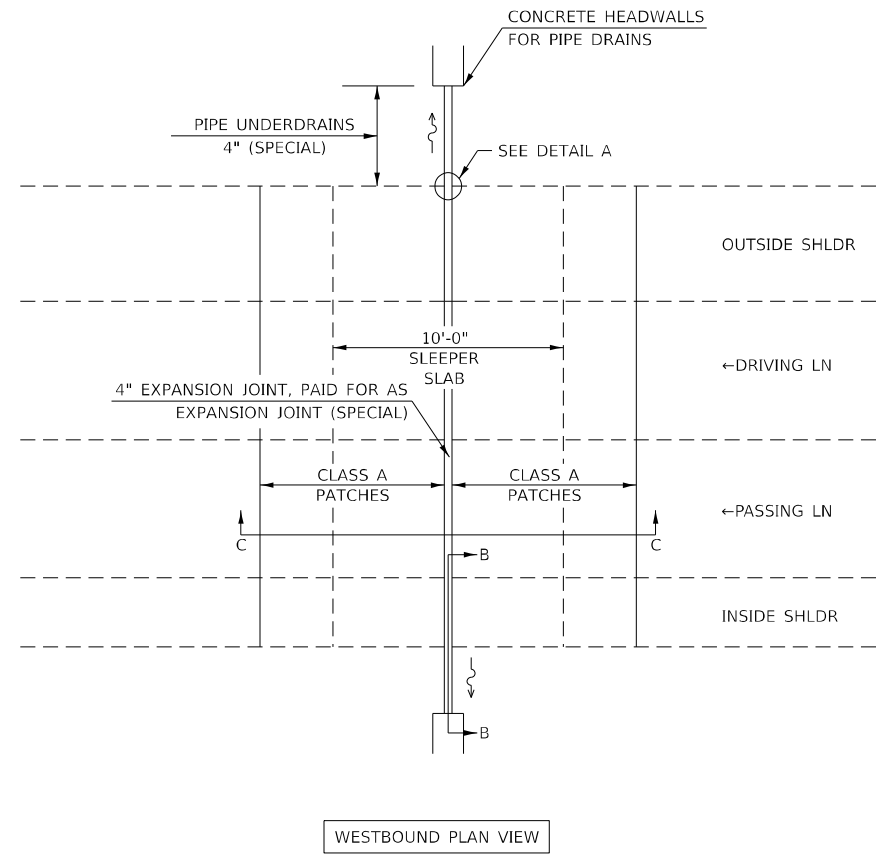 CONCRETE HEADWALLS
FOR PIPE DRAINS
PIPE UNDERDRAINS
4" (SPECIAL)
SEE DETAIL A
OUTSIDE SHLDR
10'-0"
SLEEPER
SLAB
←DRIVING LN
4" EXPANSION JOINT, PAID FOR AS
EXPANSION JOINT (SPECIAL)
CLASS A
PATCHES
CLASS A
PATCHES
←PASSING LN
C
C
B
INSIDE SHLDR
B
WESTBOUND PLAN VIEW